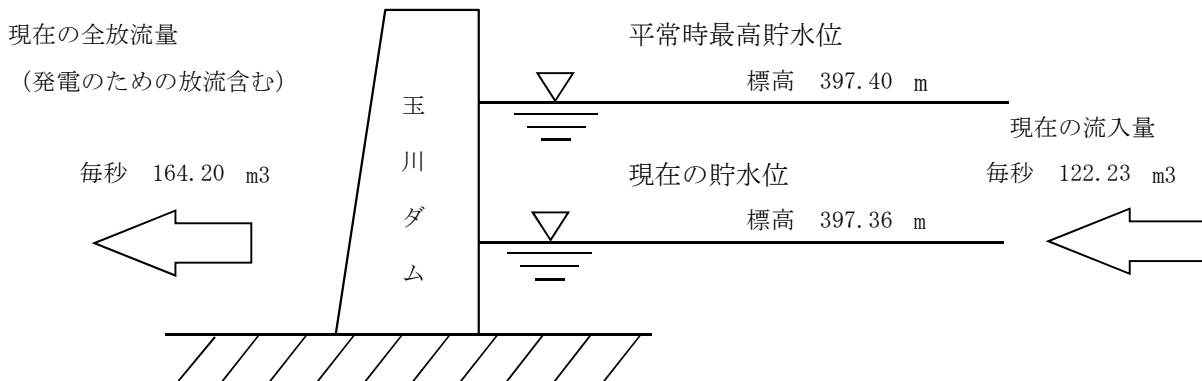 現在の全放流量
（発電のための放流含む）
毎秒 164.20 m3
玉川ダム
平常時最高貯水位
標高 397.40 m
現在の貯水位
標高 397.36 m
現在の流入量
毎秒 122.23 m3